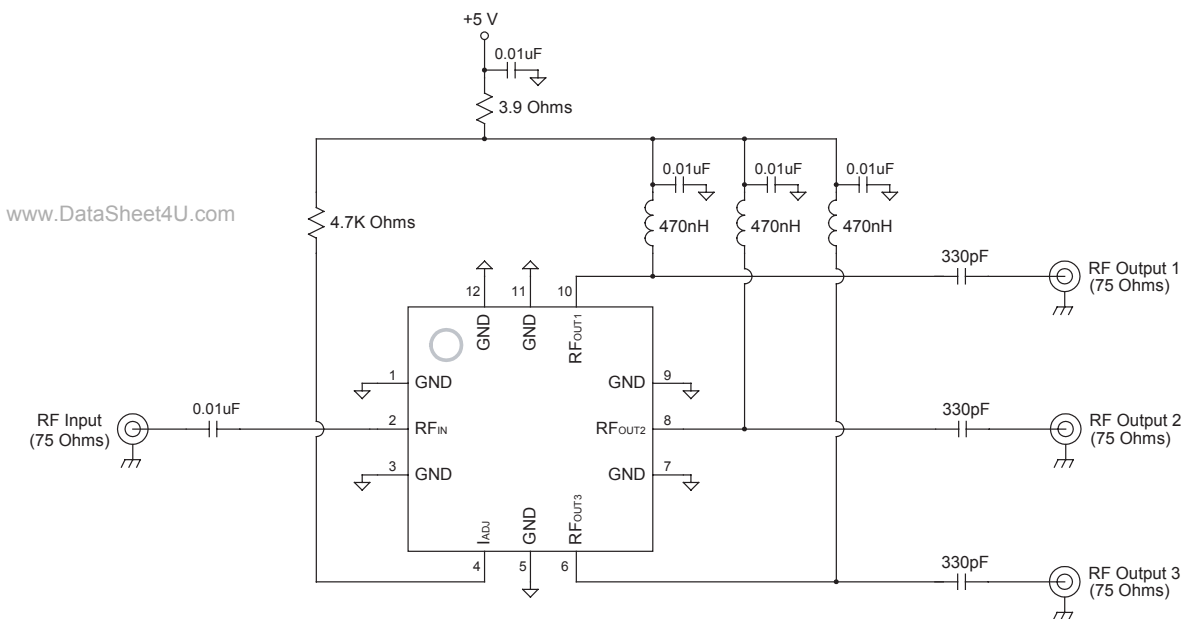 +5 V
0.01uF
3.9 Ohms
0.01uF
0.01uF
0.01uF
www.DataSheet4U.com
4.7K Ohms
470nH
470nH
470nH
330pF
RF Output 1
(75 Ohms)
12
11
10
GND
GND
RFOUT1
1
GND
GND
9
RF Input
(75 Ohms)
0.01uF
2
RFIN
RFOUT2
8
330pF
RF Output 2
(75 Ohms)
3
GND
GND
7
IADJ
GND
RFOUT3
4
5
6
330pF
RF Output 3
(75 Ohms)